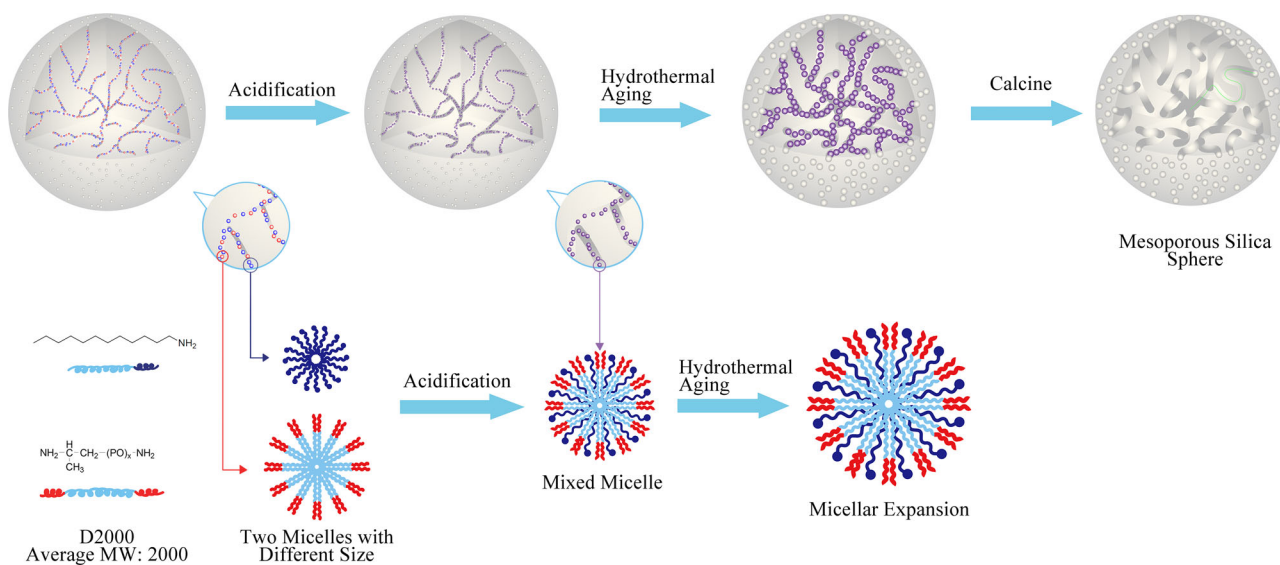 Acidification
Hydrothermal
Aging
Calcine
Mesoporous Silica
Sphere
NH₂
H
NH₂-C-CH₂-(PO)ₓ-NH₂
CH₃
D2000
Average MW: 2000
Two Micelles with
Different Size
Acidification
Mixed Micelle
Hydrothermal
Aging
Micellar Expansion